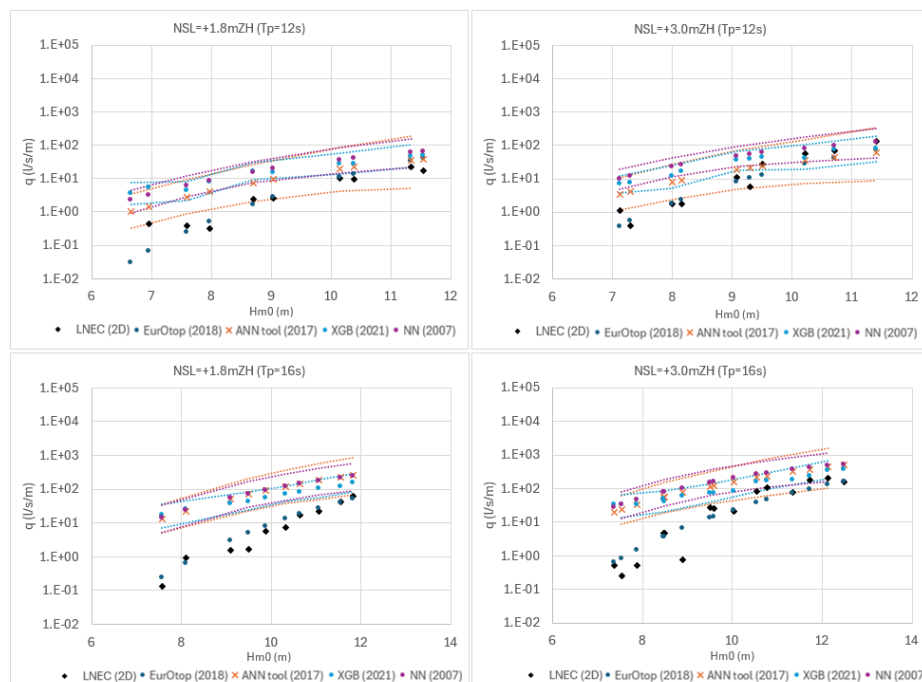 NSL=+1.8mZH (Tp=12s)
1.E+05
1.E+04
1.E+03
1.E+02
1.E+01
1.E+00
1.E-01
1.E-02
q (l/s/m)
6 7 8 9 10 11 12
Hm0 (m)
LNEC (2D) EurOtop (2018) ANN tool (2017) XGB (2021) NN (2007)
NSL=+3.0mZH (Tp=12s)
1.E+05
1.E+04
1.E+03
1.E+02
1.E+01
1.E+00
1.E-01
1.E-02
q (l/s/m)
6 7 8 9 10 11 12
Hm0 (m)
LNEC (2D) EurOtop (2018) ANN tool (2017) XGB (2021) NN (2007)
NSL=+1.8mZH (Tp=16s)
1.E+05
1.E+04
1.E+03
1.E+02
1.E+01
1.E+00
1.E-01
1.E-02
q (l/s/m)
6 8 10 12 14
Hm0 (m)
LNEC (2D) EurOtop (2018) ANN tool (2017) XGB (2021) NN (2007)
NSL=+3.0mZH (Tp=16s)
1.E+05
1.E+04
1.E+03
1.E+02
1.E+01
1.E+00
1.E-01
1.E-02
q (l/s/m)
6 8 10 12 14
Hm0 (m)
LNEC (2D) EurOtop (2018) ANN tool (2017) XGB (2021) NN (2007)